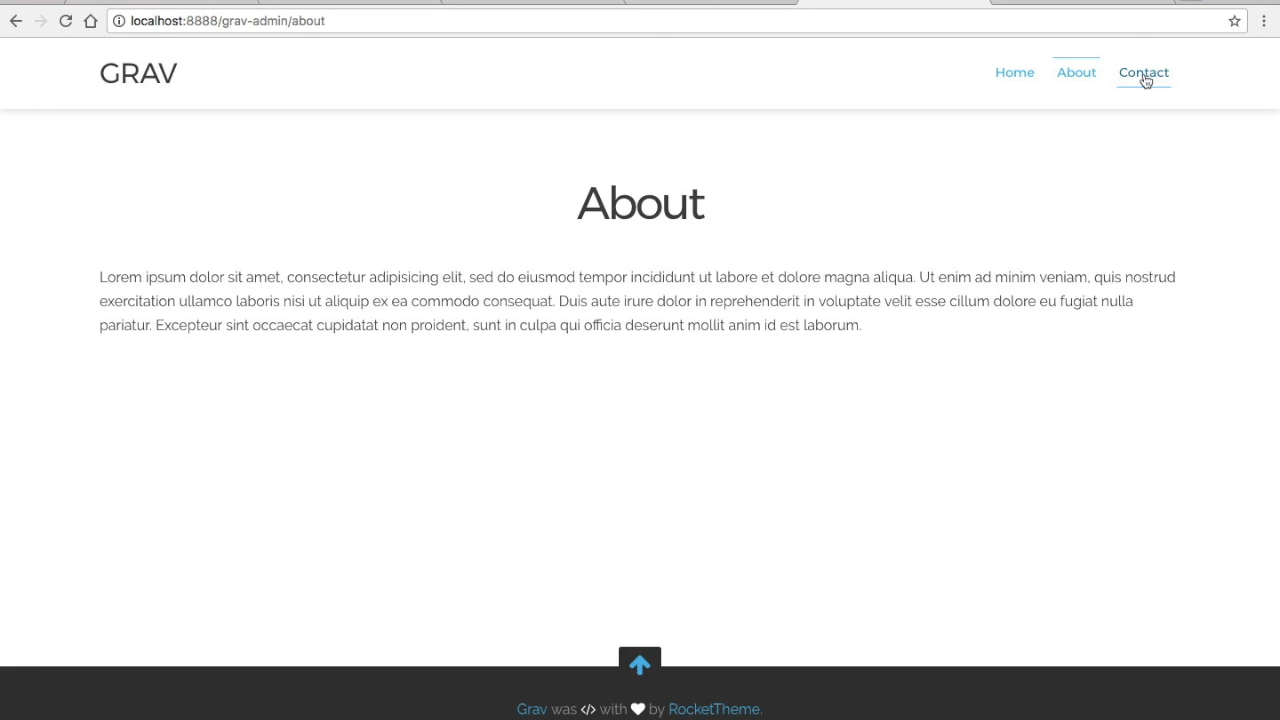 localhost:8888/grav-admin/about
GRAV
Home About Contact
About
Lorem ipsum dolor sit amet, consectetur adipisicing elit, sed do eiusmod tempor incididunt ut labore et dolore magna aliqua. Ut enim ad minim veniam, quis nostrud
exercitation ullamco laboris nisi ut aliquip ex ea commodo consequat. Duis aute irure dolor in reprehenderit in voluptate velit esse cillum dolore eu fugiat nulla
pariatur. Excepteur sint occaecat cupidatat non proident, sunt in culpa qui officia deserunt mollit anim id est laborum.
Grav was </> with by RocketTheme.